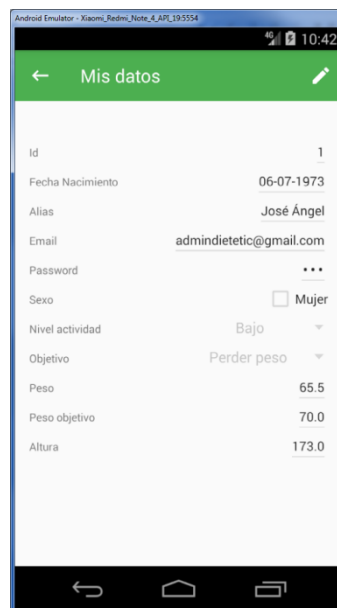 Android Emulator - Xiaomi_Redmi_Note_4_API_19:5554
4G 10:42
Mis datos
Id 1
Fecha Nacimiento 06-07-1973
Alias José Ángel
Email admindietetic@gmail.com
Password •••
Sexo Mujer
Nivel actividad Bajo
Objetivo Perder peso
Peso 65.5
Peso objetivo 70.0
Altura 173.0